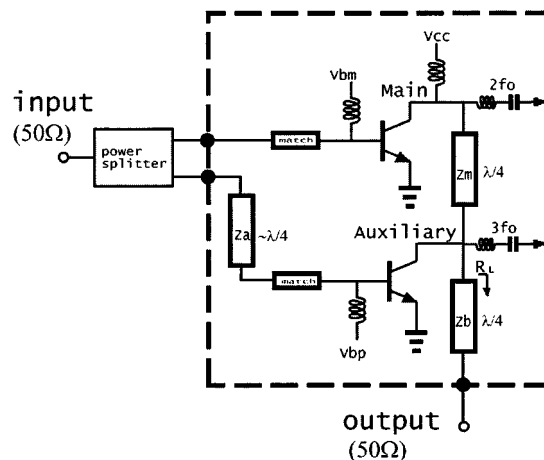 Vcc
Vbm
Main
2fo
input
(50Ω)
power
splitter
match
Zm
λ/4
Za
~λ/4
Auxiliary
3fo
match
RL
Zb
λ/4
Vbp
output
(50Ω)